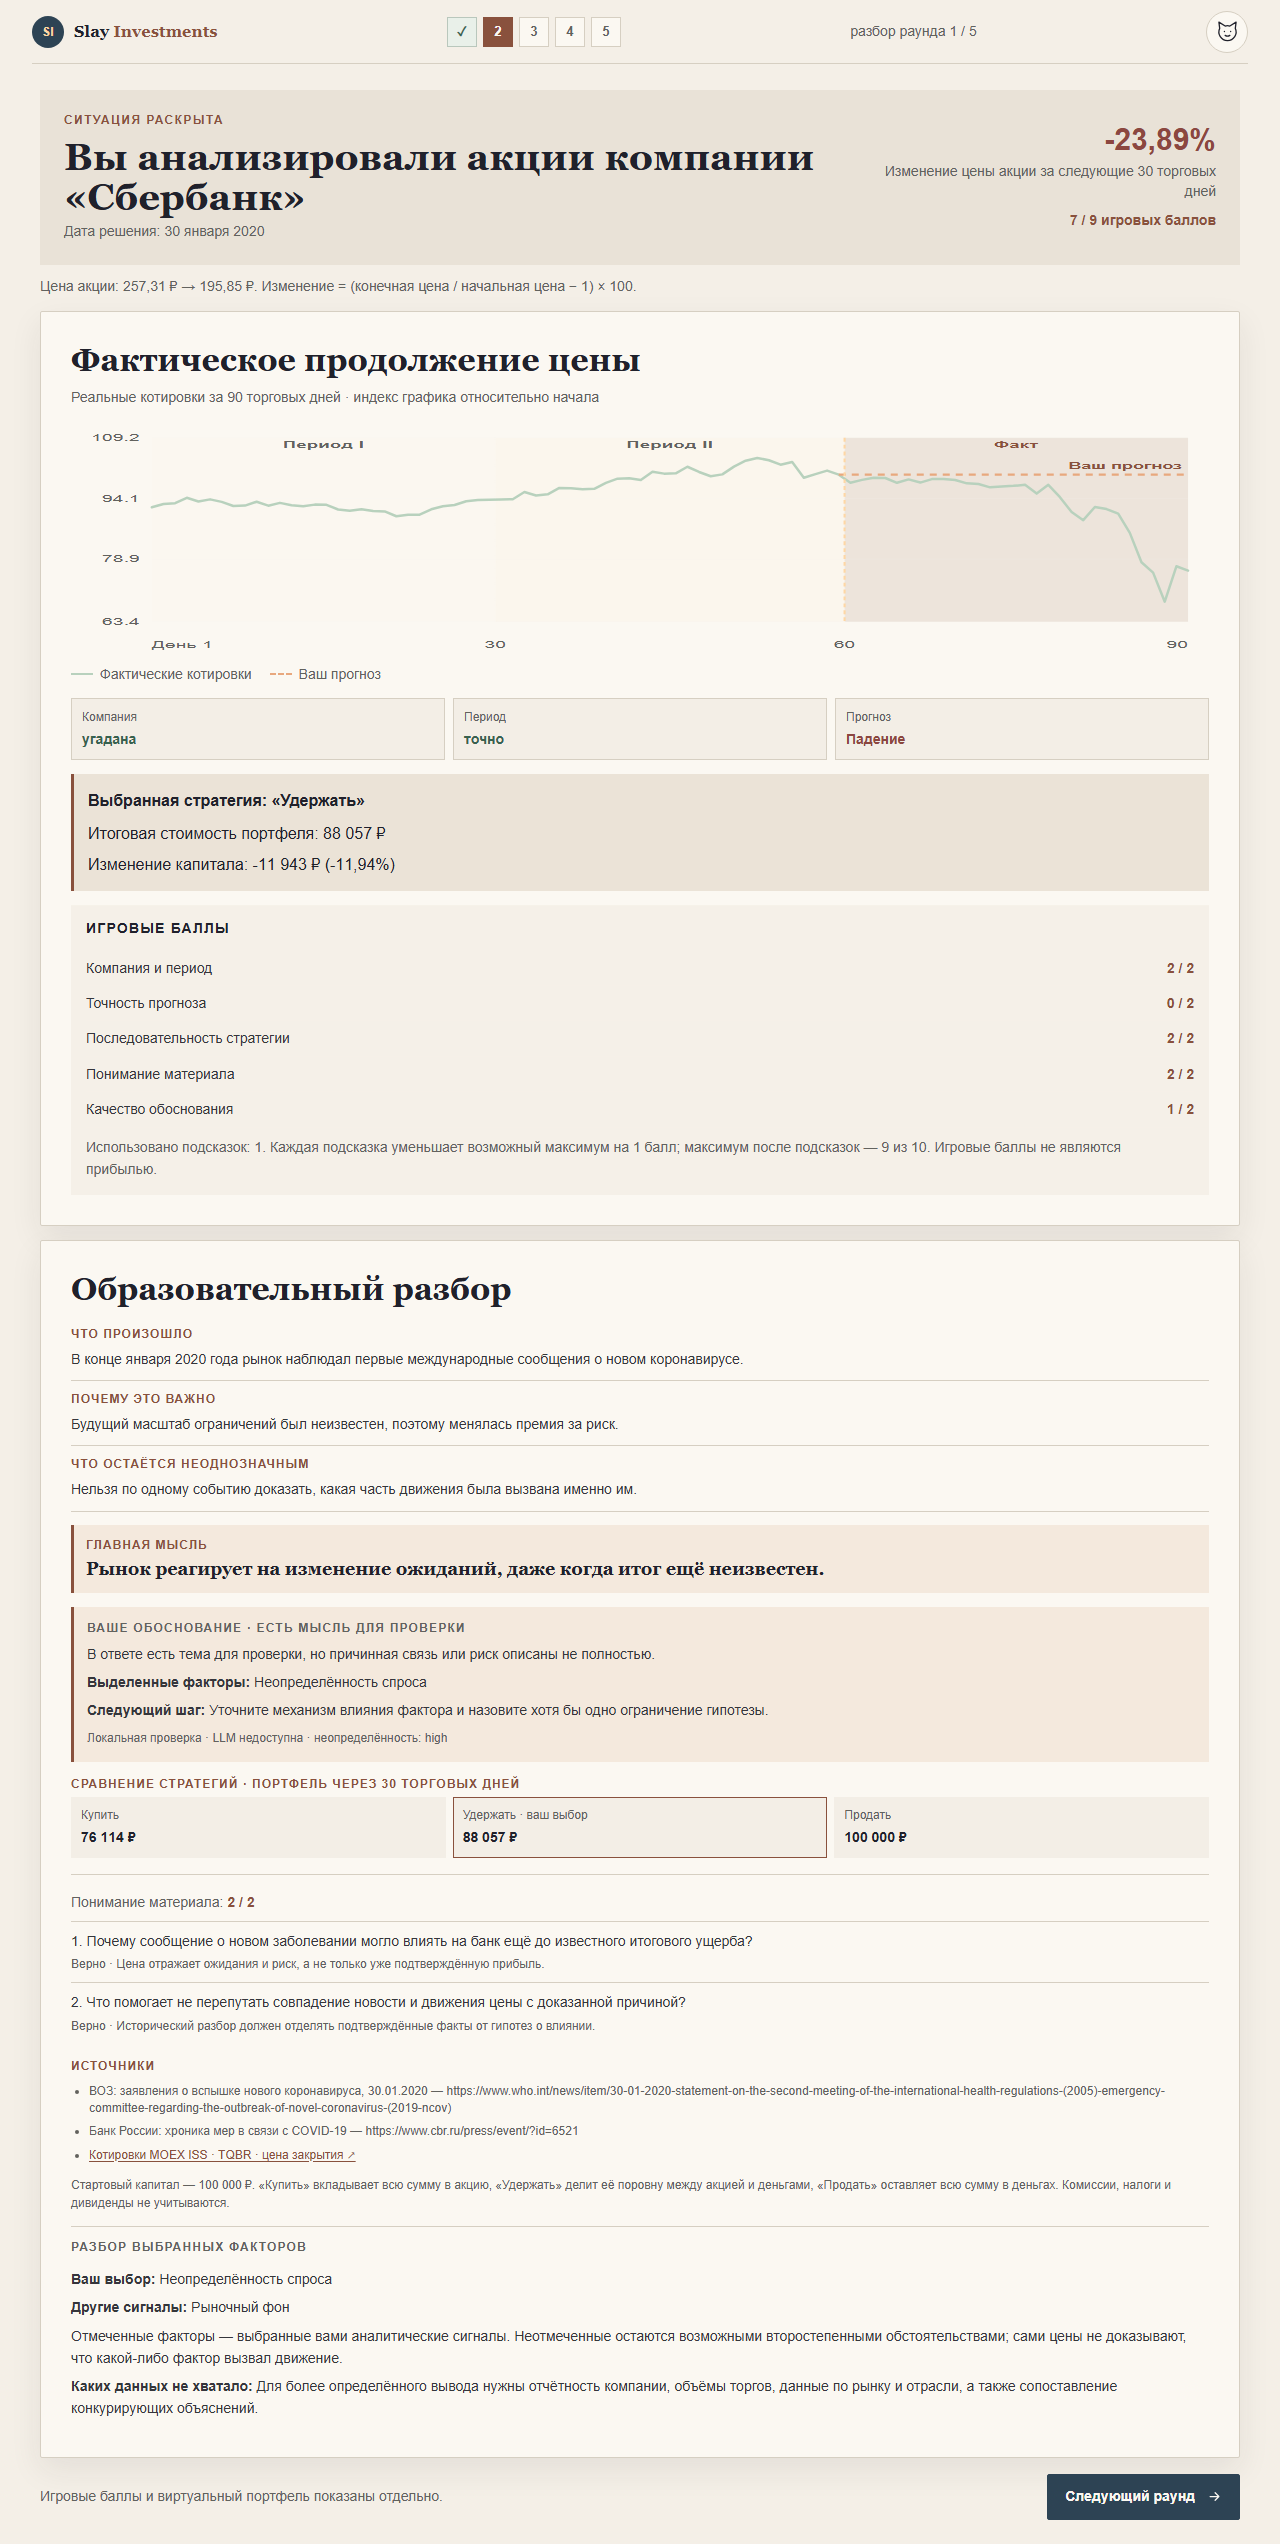 SI
Slay Investments
✓ 2 3 4 5
разбор раунда 1 / 5
СИТУАЦИЯ РАСКРЫТА
Вы анализировали акции компании
«Сбербанк»
Дата решения: 30 января 2020
-23,89%
Изменение цены акции за следующие 30 торговых
дней
7 / 9 игровых баллов
Цена акции: 257,31 ₽ → 195,85 ₽. Изменение = (конечная цена / начальная цена − 1) × 100.
Фактическое продолжение цены
Реальные котировки за 90 торговых дней · индекс графика относительно начала
109.2
94.1
78.9
63.4
Период I
Период II
Факт
Ваш прогноз
День 1
30
60
90
Фактические котировки
Ваш прогноз
Компания
угадана
Период
точно
Прогноз
Падение
Выбранная стратегия: «Удержать»
Итоговая стоимость портфеля: 88 057 ₽
Изменение капитала: -11 943 ₽ (-11,94%)
ИГРОВЫЕ БАЛЛЫ
Компания и период 2 / 2
Точность прогноза 0 / 2
Последовательность стратегии 2 / 2
Понимание материала 2 / 2
Качество обоснования 1 / 2
Использовано подсказок: 1. Каждая подсказка уменьшает возможный максимум на 1 балл; максимум после подсказок — 9 из 10. Игровые баллы не являются
прибылью.
Образовательный разбор
ЧТО ПРОИЗОШЛО
В конце января 2020 года рынок наблюдал первые международные сообщения о новом коронавирусе.
ПОЧЕМУ ЭТО ВАЖНО
Будущий масштаб ограничений был неизвестен, поэтому менялась премия за риск.
ЧТО ОСТАЁТСЯ НЕОДНОЗНАЧНЫМ
Нельзя по одному событию доказать, какая часть движения была вызвана именно им.
ГЛАВНАЯ МЫСЛЬ
Рынок реагирует на изменение ожиданий, даже когда итог ещё неизвестен.
ВАШЕ ОБОСНОВАНИЕ · ЕСТЬ МЫСЛЬ ДЛЯ ПРОВЕРКИ
В ответе есть тема для проверки, но причинная связь или риск описаны не полностью.
Выделенные факторы: Неопределённость спроса
Следующий шаг: Уточните механизм влияния фактора и назовите хотя бы одно ограничение гипотезы.
Локальная проверка · LLM недоступна · неопределённость: high
СРАВНЕНИЕ СТРАТЕГИЙ · ПОРТФЕЛЬ ЧЕРЕЗ 30 ТОРГОВЫХ ДНЕЙ
Купить
76 114 ₽
Удержать · ваш выбор
88 057 ₽
Продать
100 000 ₽
Понимание материала: 2 / 2
1. Почему сообщение о новом заболевании могло влиять на банк ещё до известного итогового ущерба?
Верно · Цена отражает ожидания и риск, а не только уже подтверждённую прибыль.
2. Что помогает не перепутать совпадение новости и движения цены с доказанной причиной?
Верно · Исторический разбор должен отделять подтверждённые факты от гипотез о влиянии.
ИСТОЧНИКИ
• ВОЗ: заявления о вспышке нового коронавируса, 30.01.2020 — https://www.who.int/news/item/30-01-2020-statement-on-the-second-meeting-of-the-international-health-regulations-(2005)-emergency-
committee-regarding-the-outbreak-of-novel-coronavirus-(2019-ncov)
• Банк России: хроника мер в связи с COVID-19 — https://www.cbr.ru/press/event/?id=6521
• Котировки MOEX ISS · TQBR · цена закрытия ↗
Стартовый капитал — 100 000 ₽. «Купить» вкладывает всю сумму в акцию, «Удержать» делит её поровну между акцией и деньгами, «Продать» оставляет всю сумму в деньгах. Комиссии, налоги и
дивиденды не учитываются.
РАЗБОР ВЫБРАННЫХ ФАКТОРОВ
Ваш выбор: Неопределённость спроса
Другие сигналы: Рыночный фон
Отмеченные факторы — выбранные вами аналитические сигналы. Неотмеченные остаются возможными второстепенными обстоятельствами; сами цены не доказывают,
что какой-либо фактор вызвал движение.
Каких данных не хватало: Для более определённого вывода нужны отчётность компании, объёмы торгов, данные по рынку и отрасли, а также сопоставление
конкурирующих объяснений.
Игровые баллы и виртуальный портфель показаны отдельно.
Следующий раунд →